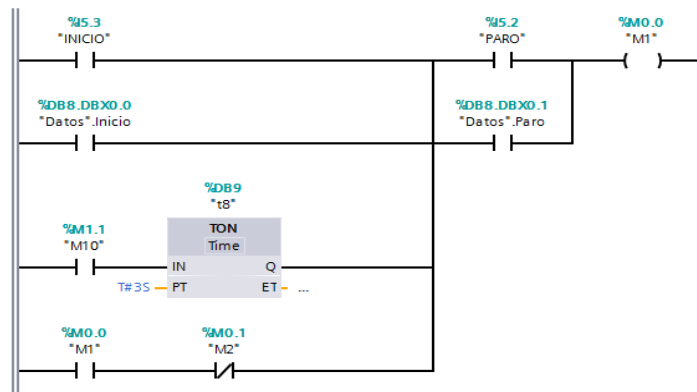 %I5.3
"INICIO"
%I5.2
"PARO"
%M0.0
"M1"
%DB8.DBX0.0
"Datos".Inicio
%DB8.DBX0.1
"Datos".Paro
%DB9
"t8"
%M1.1
"M10"
TON
Time
IN
Q
T#3S
PT
ET
...
%M0.0
"M1"
%M0.1
"M2"